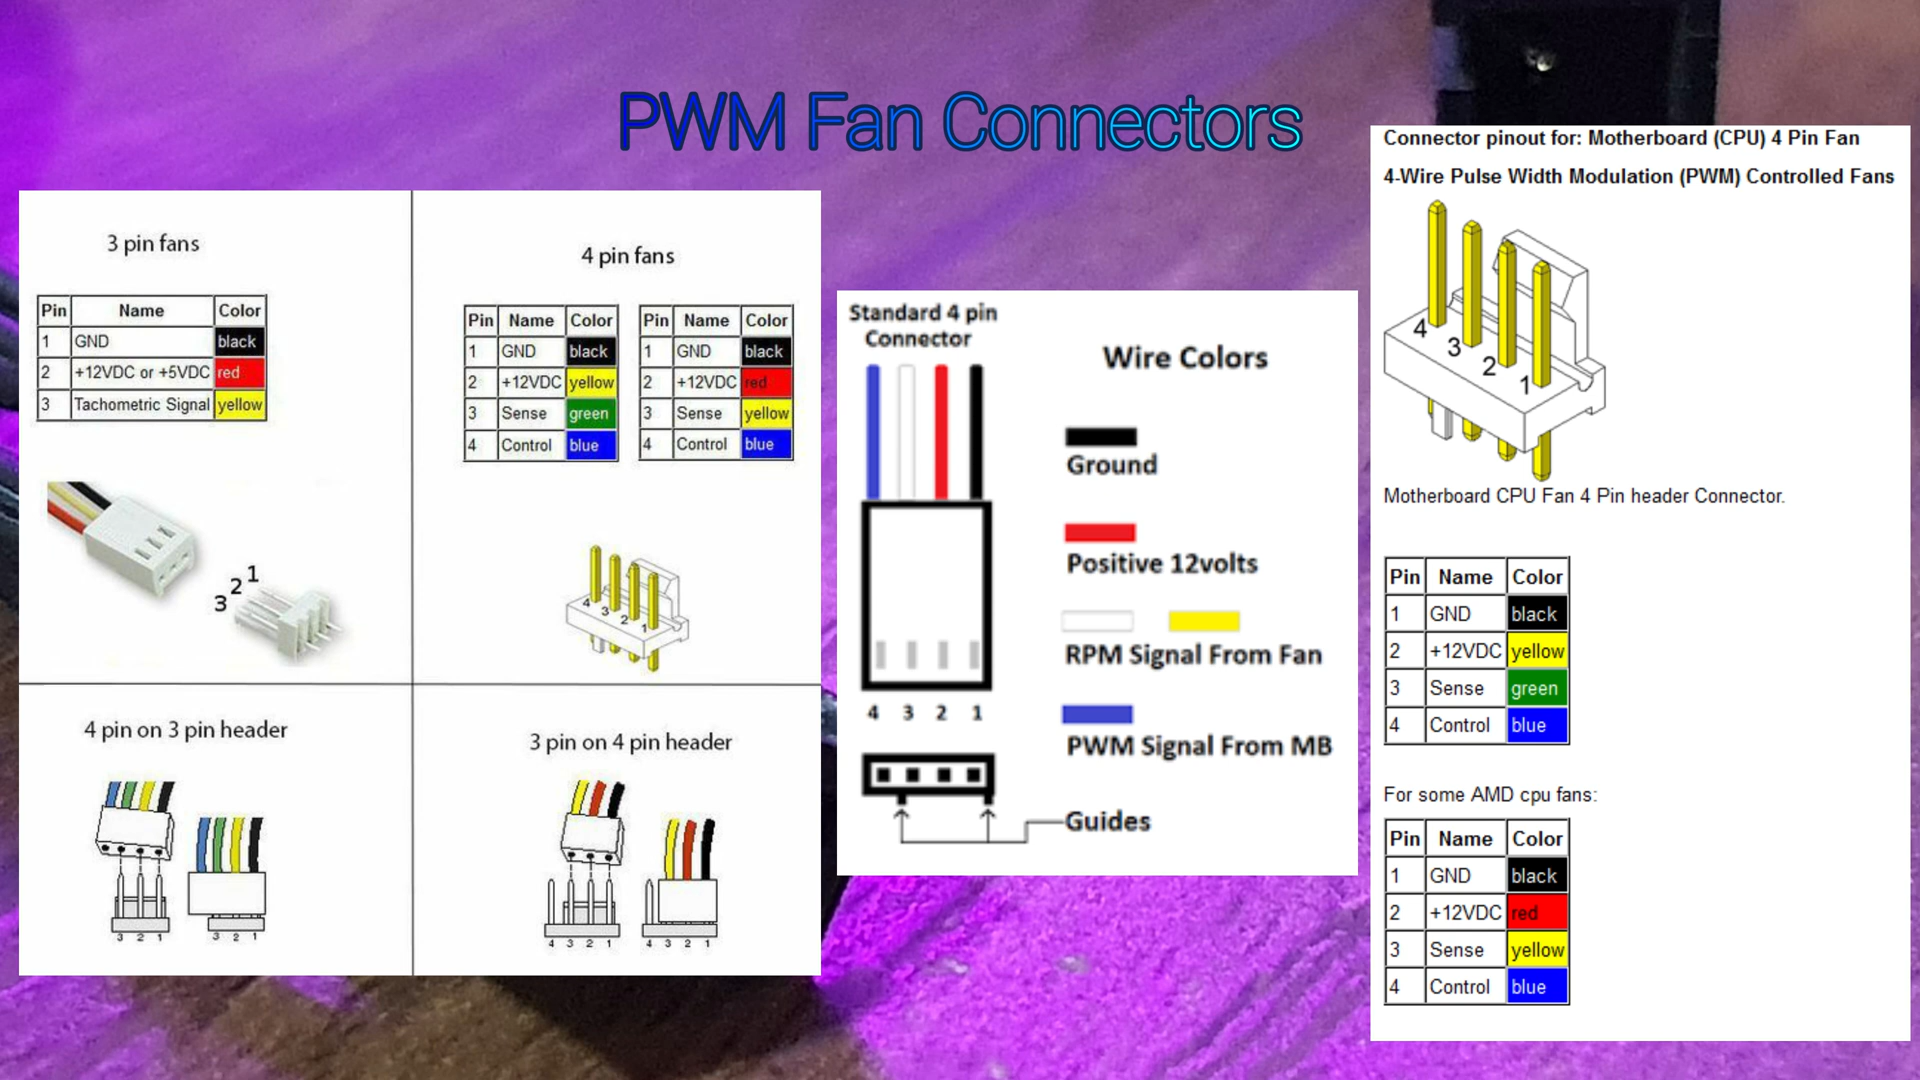 PWM Fan Connectors
3 pin fans
Pin Name Color
1 GND black
2 +12VDC or +5VDC red
3 Tachometric Signal yellow
3 2 1
4 pin fans
Pin Name Color
1 GND black
2 +12VDC yellow
3 Sense green
4 Control blue
Pin Name Color
1 GND black
2 +12VDC red
3 Sense yellow
4 Control blue
4 3 2 1
4 pin on 3 pin header
3 2 1
3 2 1
3 pin on 4 pin header
4 3 2 1
4 3 2 1
Standard 4 pin
Connector
4 3 2 1
Wire Colors
Ground
Positive 12volts
RPM Signal From Fan
PWM Signal From MB
Guides
Connector pinout for: Motherboard (CPU) 4 Pin Fan
4-Wire Pulse Width Modulation (PWM) Controlled Fans
4 3 2 1
Motherboard CPU Fan 4 Pin header Connector.
Pin Name Color
1 GND black
2 +12VDC yellow
3 Sense green
4 Control blue
For some AMD cpu fans:
Pin Name Color
1 GND black
2 +12VDC red
3 Sense yellow
4 Control blue